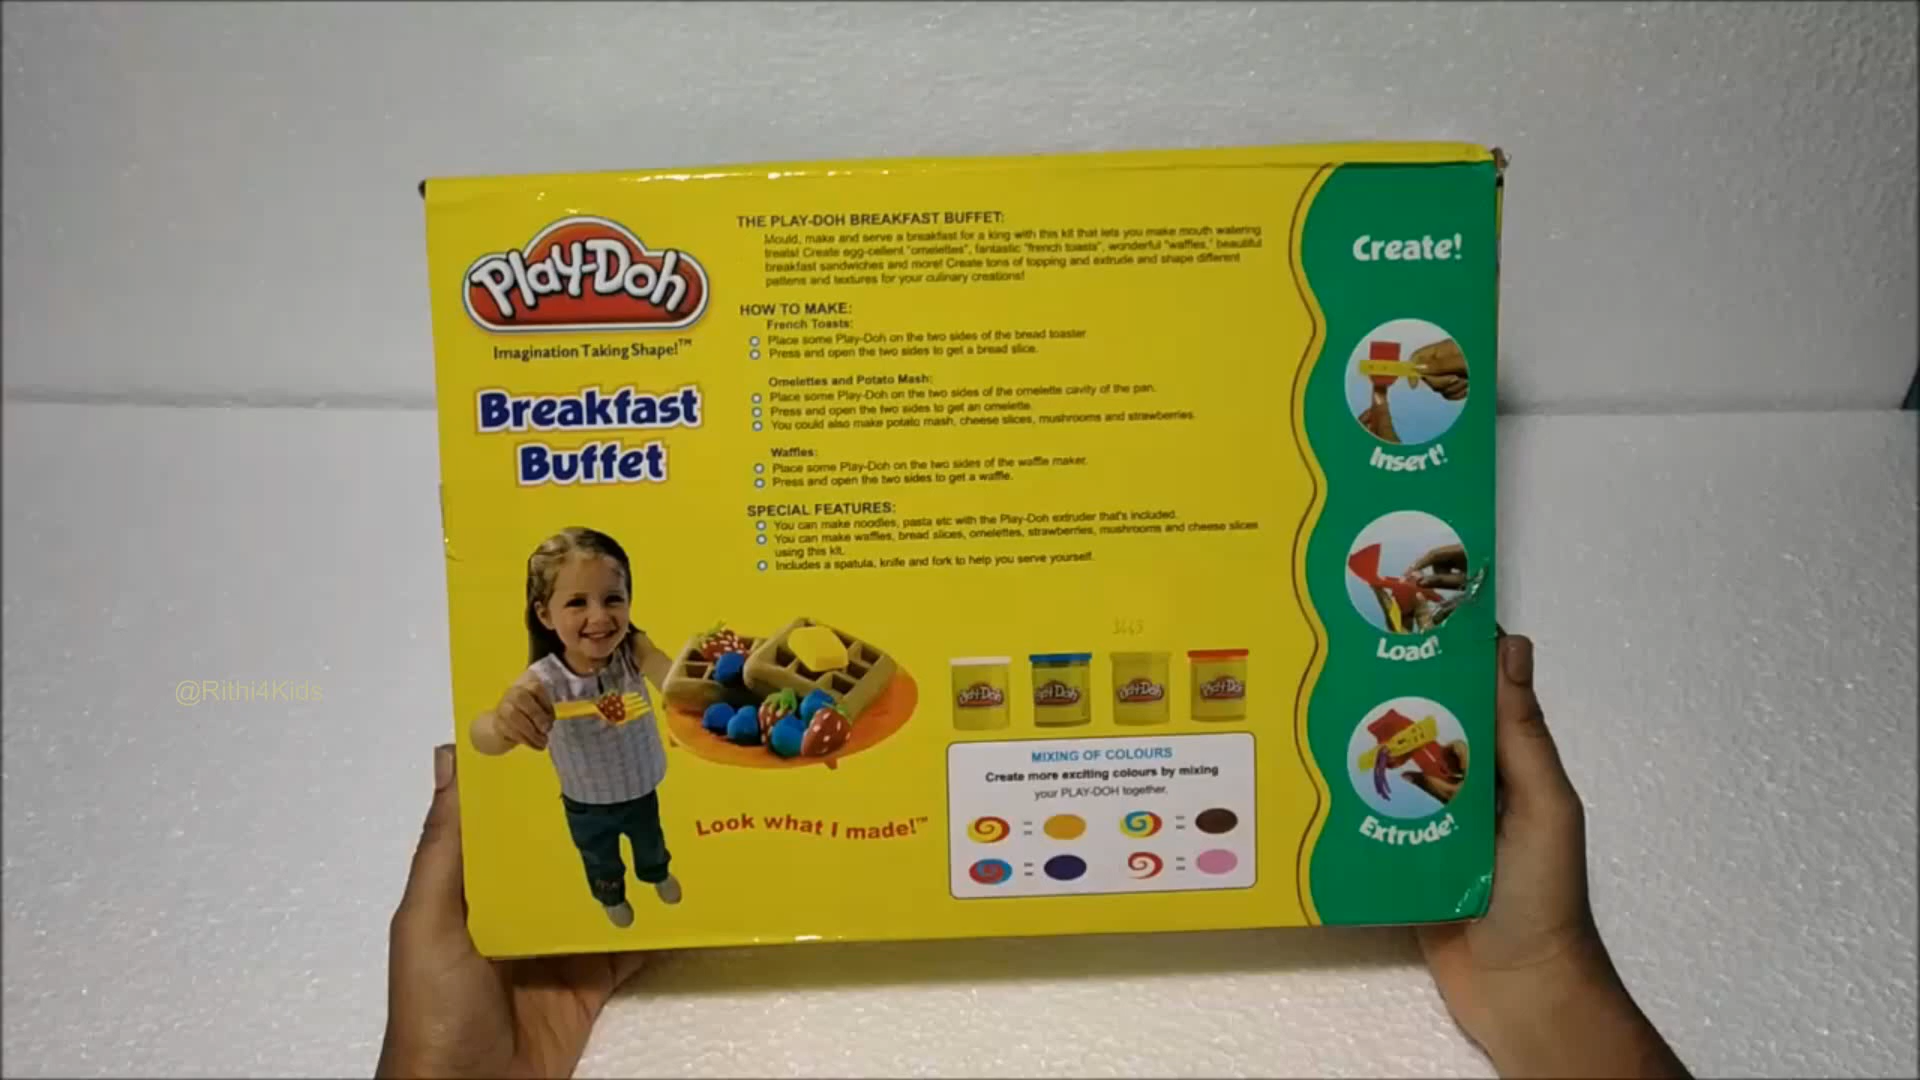 Play-Doh
Imagination Taking Shape!™
Breakfast
Buffet
THE PLAY-DOH BREAKFAST BUFFET:
Mould, make and serve a breakfast for a king with this kit that lets you make mouth watering
treats! Create egg-cellent "omelettes", fantastic "french toasts", wonderful "waffles," beautiful
breakfast sandwiches and more! Create tons of topping and extrude and shape different
pattens and textures for your culinary creations!
HOW TO MAKE:
French Toasts:
Place some Play-Doh on the two sides of the bread toaster.
Press and open the two sides to get a bread slice.
Omelettes and Potato Mash:
Place some Play-Doh on the two sides of the omelette cavity of the pan.
Press and open the two sides to get an omelette.
You could also make potato mash, cheese slices, mushrooms and strawberries.
Waffles:
Place some Play-Doh on the two sides of the waffle maker.
Press and open the two sides to get a waffle.
SPECIAL FEATURES:
You can make noodles, pasta etc with the Play-Doh extruder that's included.
You can make waffles, bread slices, omelettes, strawberries, mushrooms and cheese slices
using this kit.
Includes a spatula, knife and fork to help you serve yourself.
Look what I made!™
Play-Doh
Play-Doh
Play-Doh
Play-Doh
MIXING OF COLOURS
Create more exciting colours by mixing
your PLAY-DOH together.
Create!
Insert!
Load!
Extrude!
@Rithi4Kids